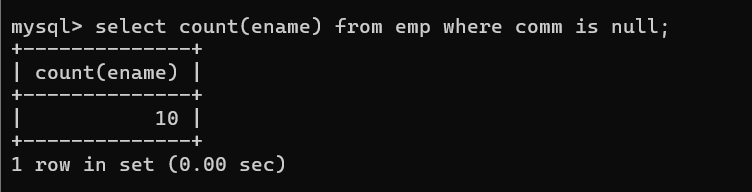 mysql> select count(ename) from emp where comm is null;
+--------------+
| count(ename) |
+--------------+
|           10 |
+--------------+
1 row in set (0.00 sec)